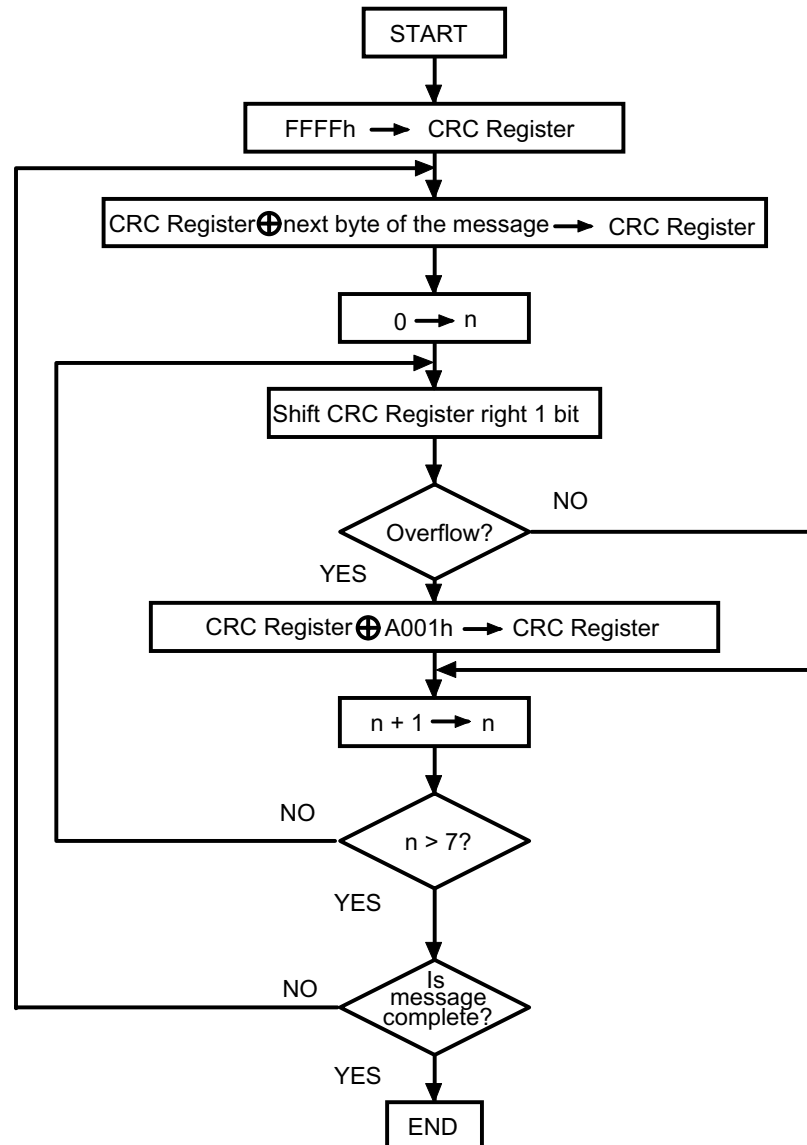 START
FFFFh → CRC Register
CRC Register ⊕ next byte of the message → CRC Register
0 → n
Shift CRC Register right 1 bit
Overflow?
NO
YES
CRC Register ⊕ A001h → CRC Register
n + 1 → n
NO
n > 7?
YES
NO
Is
message
complete?
YES
END